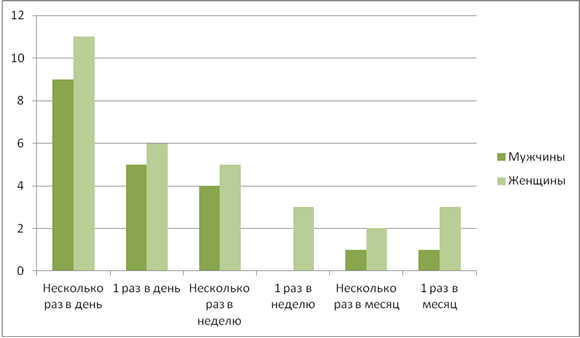 12
10
8
6
4
2
0
Несколько раз в день
1 раз в день
Несколько раз в неделю
1 раз в неделю
Несколько раз в месяц
1 раз в месяц
Мужчины
Женщины